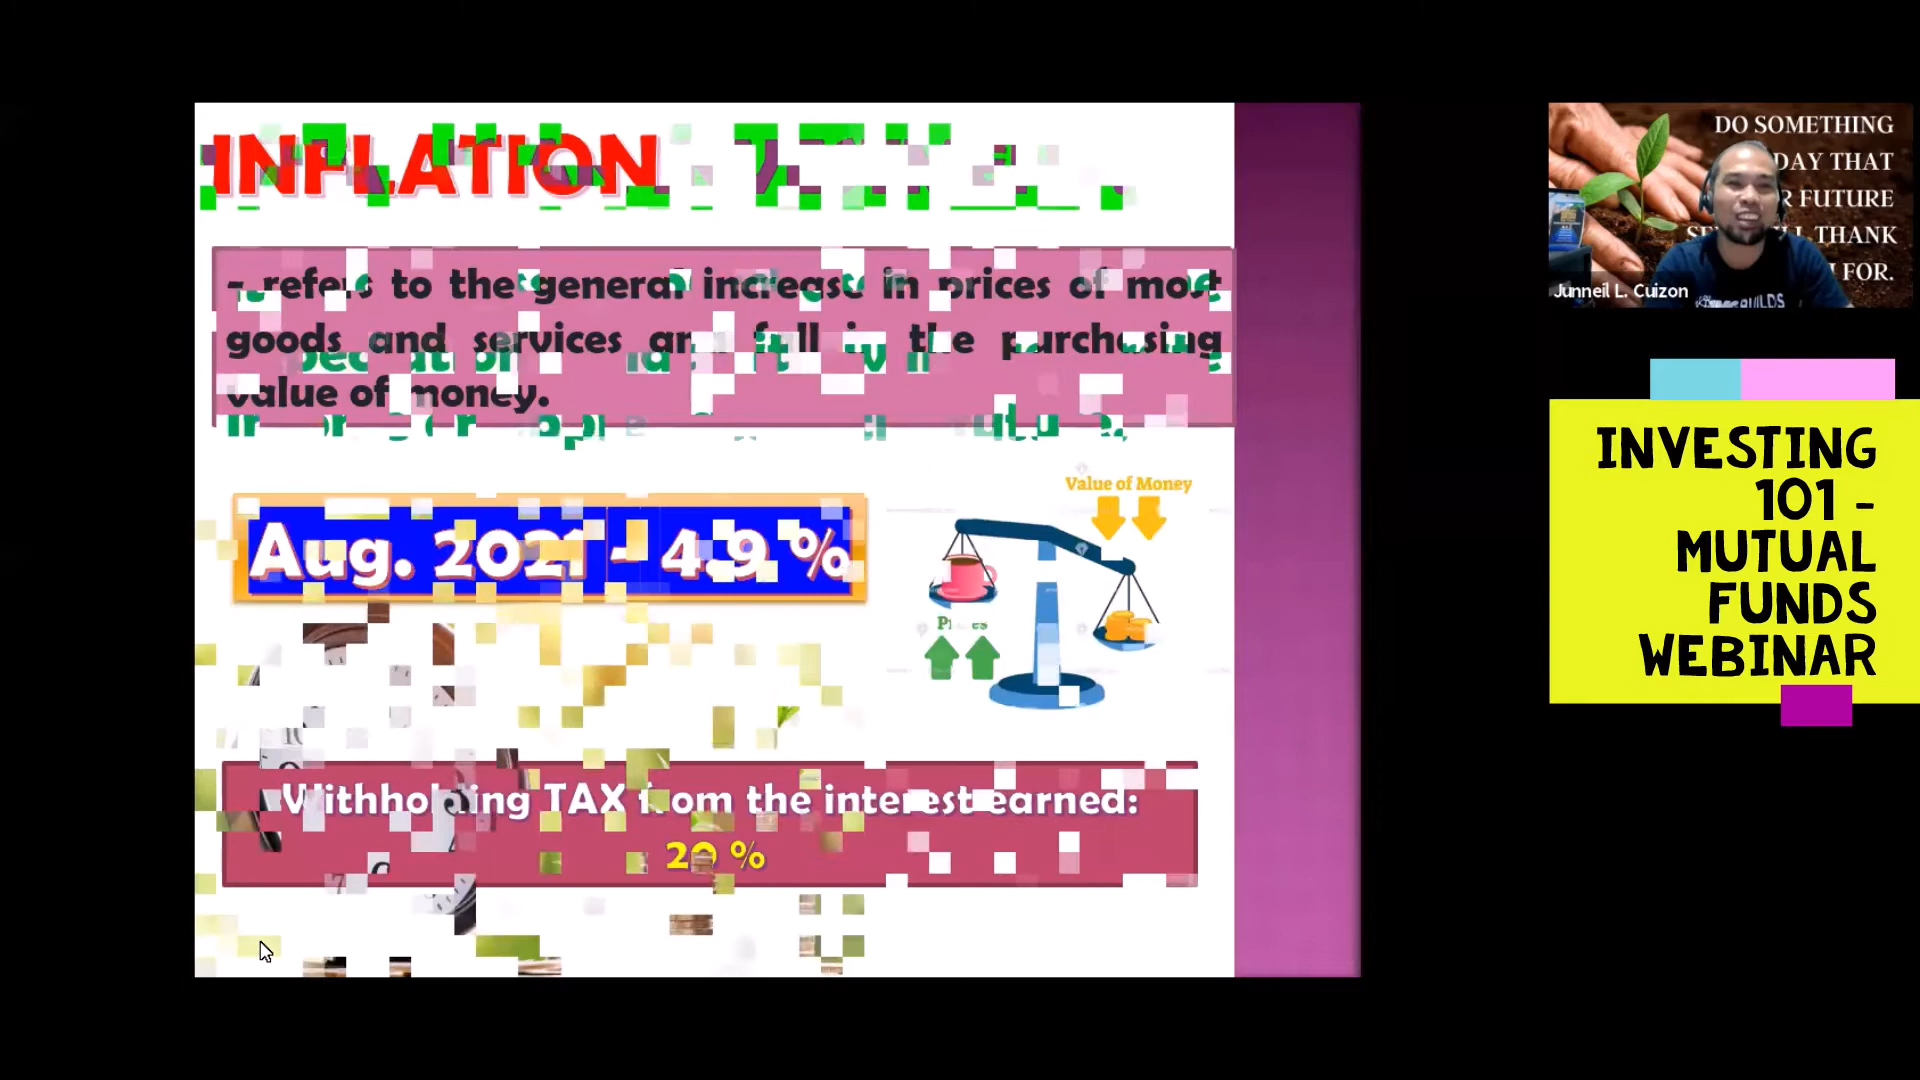 INFLATION
- refers to the general increase in prices of most
goods and services and fall in the purchasing
value of money.
Aug. 2021 - 4.9 %
Value of Money
Prices
Withholding TAX from the interest earned:
20 %
DO SOMETHING
DAY THAT
R FUTURE
THANK
FOR.
Junneil L. Cuizon
INVESTING
101 -
MUTUAL
FUNDS
WEBINAR